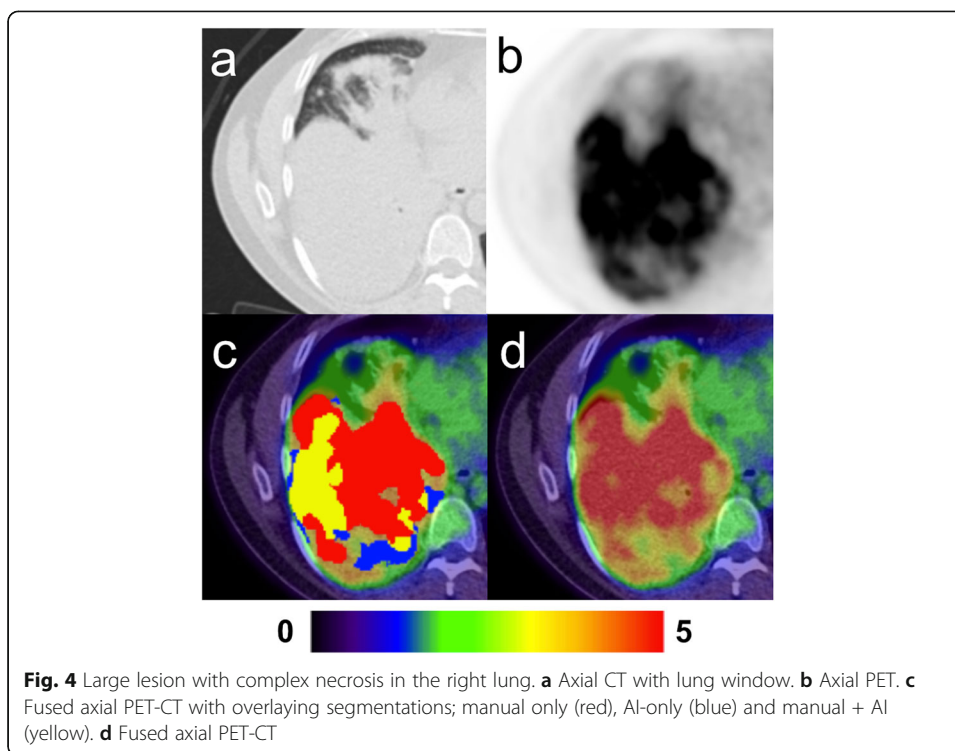 a
b
c
d
0
5
Fig. 4 Large lesion with complex necrosis in the right lung. a Axial CT with lung window. b Axial PET. c
Fused axial PET-CT with overlaying segmentations; manual only (red), AI-only (blue) and manual + AI
(yellow). d Fused axial PET-CT